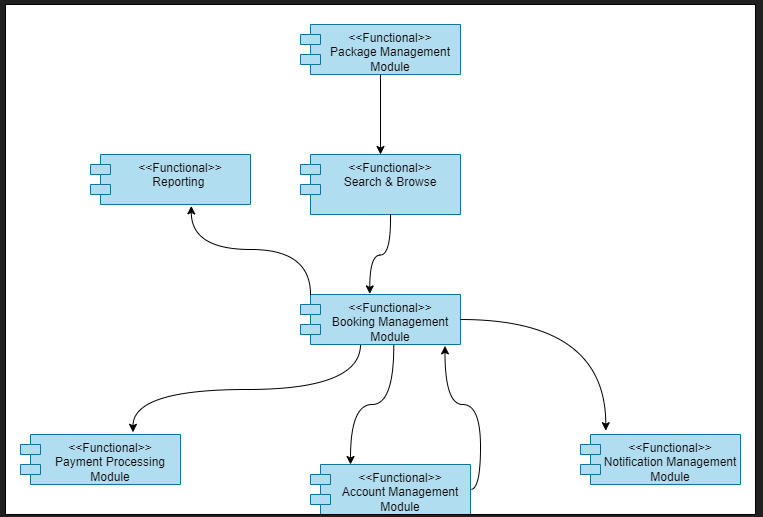 <<Functional>>
Package Management
Module
<<Functional>>
Reporting
<<Functional>>
Search & Browse
<<Functional>>
Booking Management
Module
<<Functional>>
Payment Processing
Module
<<Functional>>
Account Management
Module
<<Functional>>
Notification Management
Module